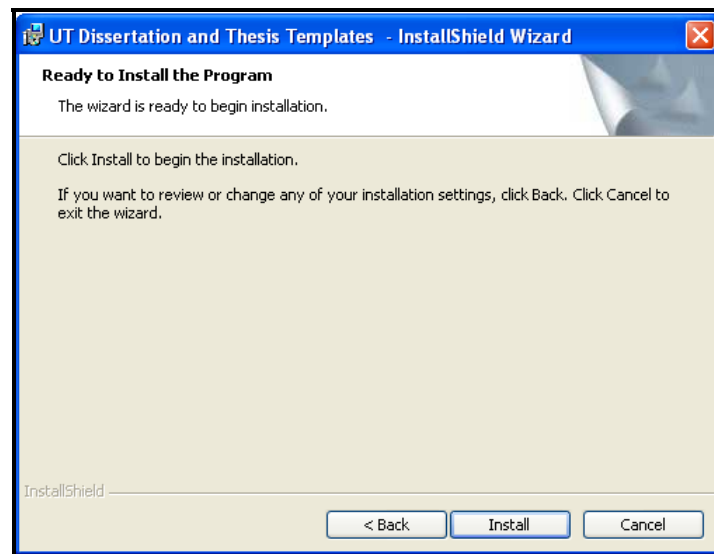 UT Dissertation and Thesis Templates - InstallShield Wizard
Ready to Install the Program
The wizard is ready to begin installation.
Click Install to begin the installation.
If you want to review or change any of your installation settings, click Back. Click Cancel to
exit the wizard.
InstallShield
< Back Install Cancel